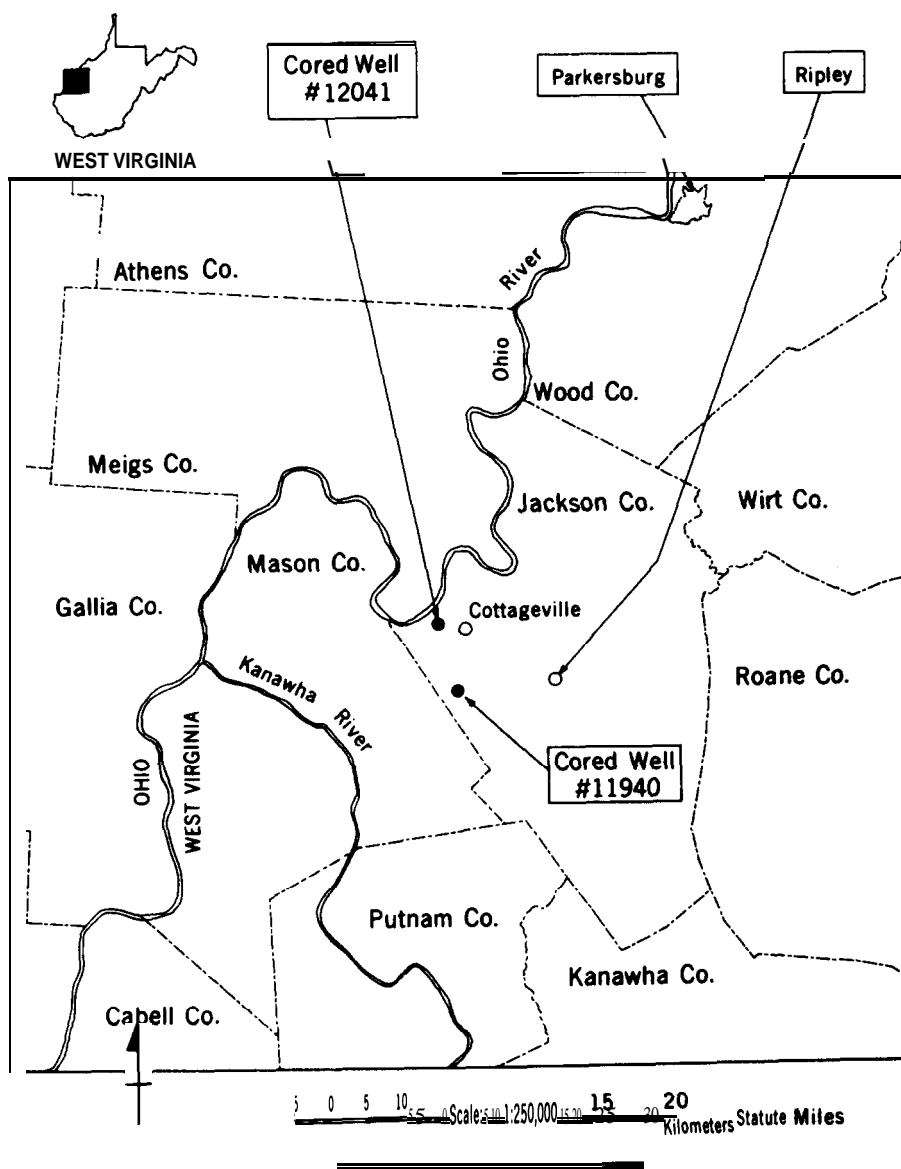 Cored Well
#12041
Parkersburg
Ripley
WEST VIRGINIA
Athens Co.
River
Ohio
Wood Co.
Meigs Co.
Jackson Co.
Wirt Co.
Mason Co.
Gallia Co.
Cottageville
Kanawha
River
Roane Co.
OHIO
WEST VIRGINIA
Cored Well
#11940
Putnam Co.
Kanawha Co.
Cabell Co.
5 0 5 10 15 20
Scale: 1:250,000
Kilometers Statute Miles